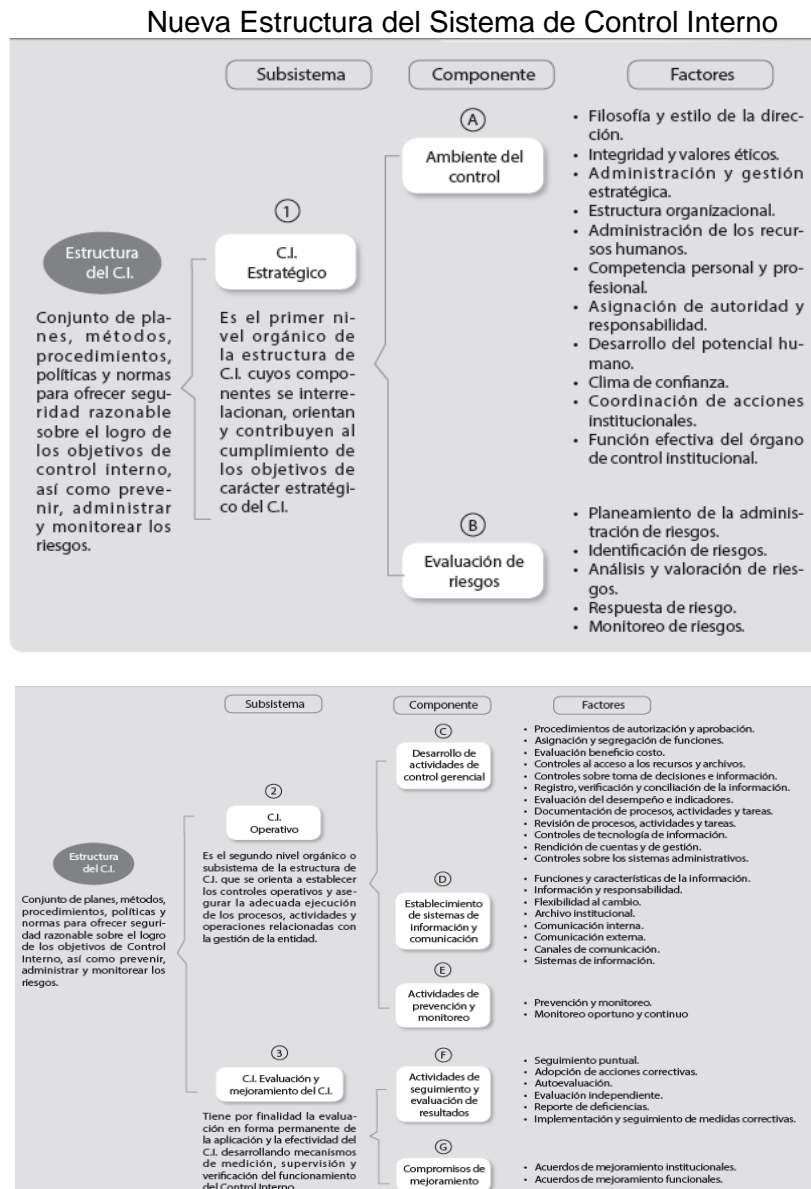 Nueva Estructura del Sistema de Control Interno
Subsistema
Componente
Factores
Estructura
del C.I.
Conjunto de pla-
nes, métodos,
procedimientos,
políticas y normas
para ofrecer segu-
ridad razonable
sobre el logro de
los objetivos de
control interno,
así como preve-
nir, administrar
y monitorear los
riesgos.
1
C.I.
Estratégico
Es el primer ni-
vel orgánico de
la estructura de
C.I. cuyos compo-
nentes se interre-
lacionan, orientan
y contribuyen al
cumplimiento de
los objetivos de
carácter estratégi-
co del C.I.
A
Ambiente del
control
• Filosofía y estilo de la direc-
ción.
• Integridad y valores éticos.
• Administración y gestión
estratégica.
• Estructura organizacional.
• Administración de los recur-
sos humanos.
• Competencia personal y pro-
fesional.
• Asignación de autoridad y
responsabilidad.
• Desarrollo del potencial hu-
mano.
• Clima de confianza.
• Coordinación de acciones
institucionales.
• Función efectiva del órgano
de control institucional.
B
Evaluación de
riesgos
• Planeamiento de la adminis-
tración de riesgos.
• Identificación de riesgos.
• Análisis y valoración de ries-
gos.
• Respuesta de riesgo.
• Monitoreo de riesgos.
Subsistema
Componente
Factores
Estructura
del C.I.
Conjunto de planes, métodos,
procedimientos, políticas y
normas para ofrecer seguri-
dad razonable sobre el logro
de los objetivos de Control
Interno, así como prevenir,
administrar y monitorear los
riesgos.
2
C.I.
Operativo
Es el segundo nivel orgánico o
subsistema de la estructura de
C.I. que se orienta a establecer
los controles operativos y ase-
gurar la adecuada ejecución
de los procesos, actividades y
operaciones relacionadas con
la gestión de la entidad.
C
Desarrollo de
actividades de
control gerencial
• Procedimientos de autorización y aprobación.
• Asignación y segregación de funciones.
• Evaluación beneficio costo.
• Controles al acceso a los recursos y archivos.
• Controles sobre toma de decisiones e información.
• Registro, verificación y conciliación de la información.
• Evaluación del desempeño e indicadores.
• Documentación de procesos, actividades y tareas.
• Revisión de procesos, actividades y tareas.
• Controles de tecnología de información.
• Rendición de cuentas y de gestión.
• Controles sobre los sistemas administrativos.
D
Establecimiento
de sistemas de
información y
comunicación
• Funciones y características de la información.
• Información y responsabilidad.
• Flexibilidad al cambio.
• Archivo institucional.
• Comunicación interna.
• Comunicación externa.
• Canales de comunicación.
• Sistemas de información.
E
Actividades de
prevención y
monitoreo
• Prevención y monitoreo.
• Monitoreo oportuno y continuo
3
C.I. Evaluación y
mejoramiento del C.I.
Tiene por finalidad la evalua-
ción en forma permanente de
la aplicación y la efectividad del
C.I. desarrollando mecanismos
de medición, supervisión y
verificación del funcionamiento
del Control Interno
F
Actividades de
seguimiento y
evaluación de
resultados
• Seguimiento puntual.
• Adopción de acciones correctivas.
• Autoevaluación.
• Evaluación independiente.
• Reporte de deficiencias.
• Implementación y seguimiento de medidas correctivas.
G
Compromisos de
mejoramiento
• Acuerdos de mejoramiento institucionales.
• Acuerdos de mejoramiento funcionales.